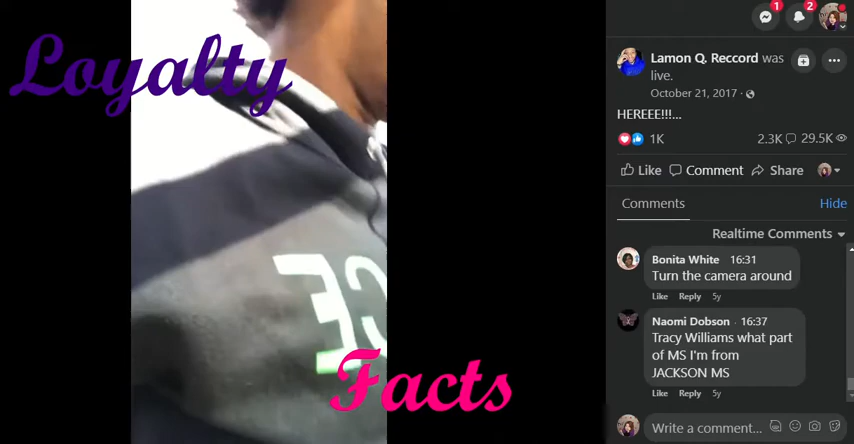 Loyalty
Facts
1
2
Lamon Q. Reccord was
live.
October 21, 2017 ·
HEREEE!!!...
1K
2.3K
29.5K
Like
Comment
Share
Comments
Hide
Realtime Comments
Bonita White 16:31
Turn the camera around
Like Reply 5y
Naomi Dobson · 16:37
Tracy Williams what part
of MS I'm from
JACKSON MS
Like Reply 5y
Write a comment...